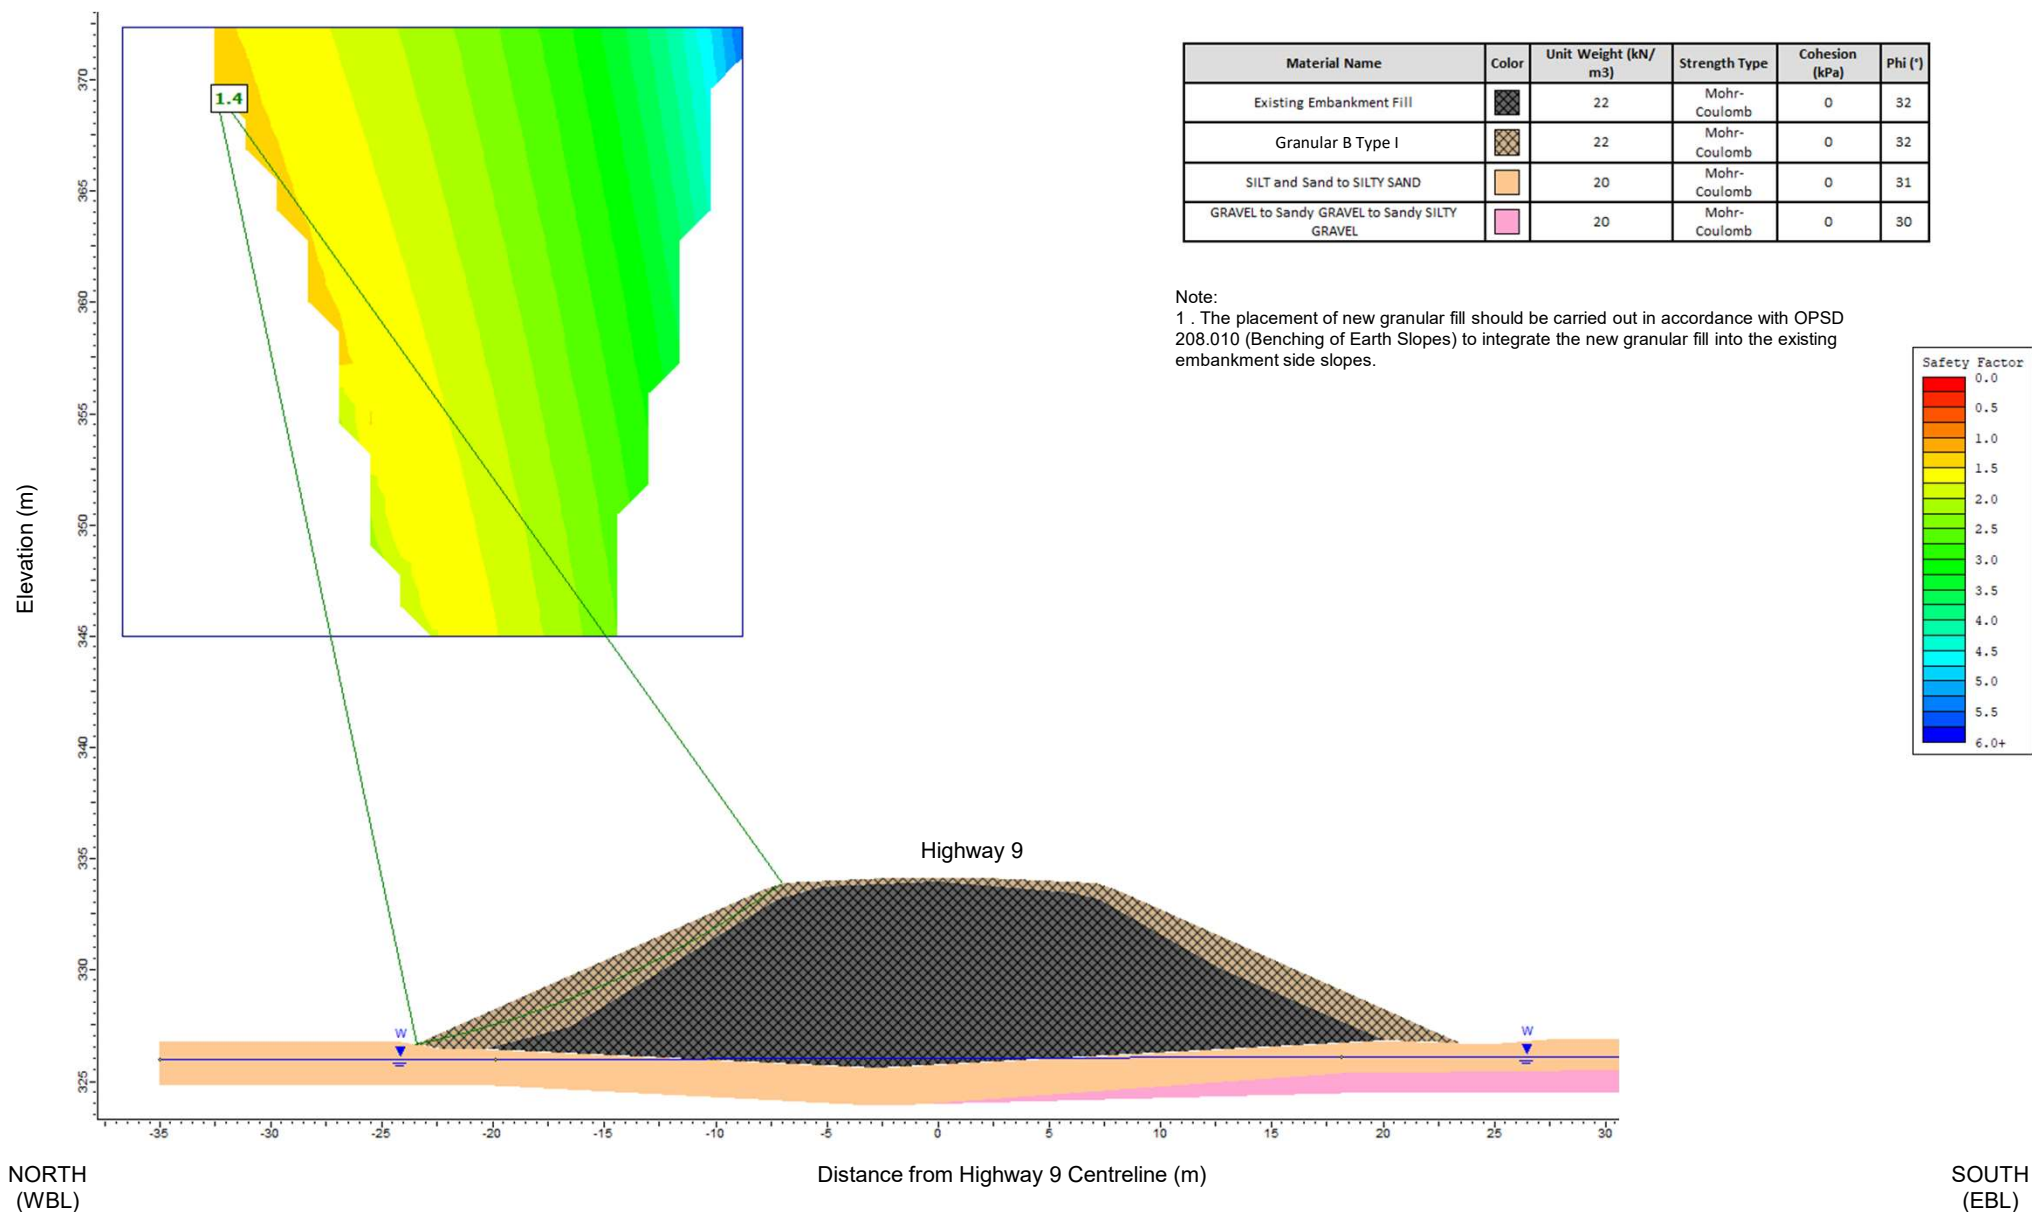 370
365
360
355
350
345
340
335
330
325
Elevation (m)
1.4
Material Name Color Unit Weight (kN/m3) Strength Type Cohesion (kPa) Phi (°)
Existing Embankment Fill 22 Mohr-Coulomb 0 32
Granular B Type I 22 Mohr-Coulomb 0 32
SILT and Sand to SILTY SAND 20 Mohr-Coulomb 0 31
GRAVEL to Sandy GRAVEL to Sandy SILTY GRAVEL 20 Mohr-Coulomb 0 30
Note:
1 . The placement of new granular fill should be carried out in accordance with OPSD
208.010 (Benching of Earth Slopes) to integrate the new granular fill into the existing
embankment side slopes.
Safety Factor
0.0
0.5
1.0
1.5
2.0
2.5
3.0
3.5
4.0
4.5
5.0
5.5
6.0+
Highway 9
W
W
-35 -30 -25 -20 -15 -10 -5 0 5 10 15 20 25 30
NORTH
(WBL)
Distance from Highway 9 Centreline (m)
SOUTH
(EBL)